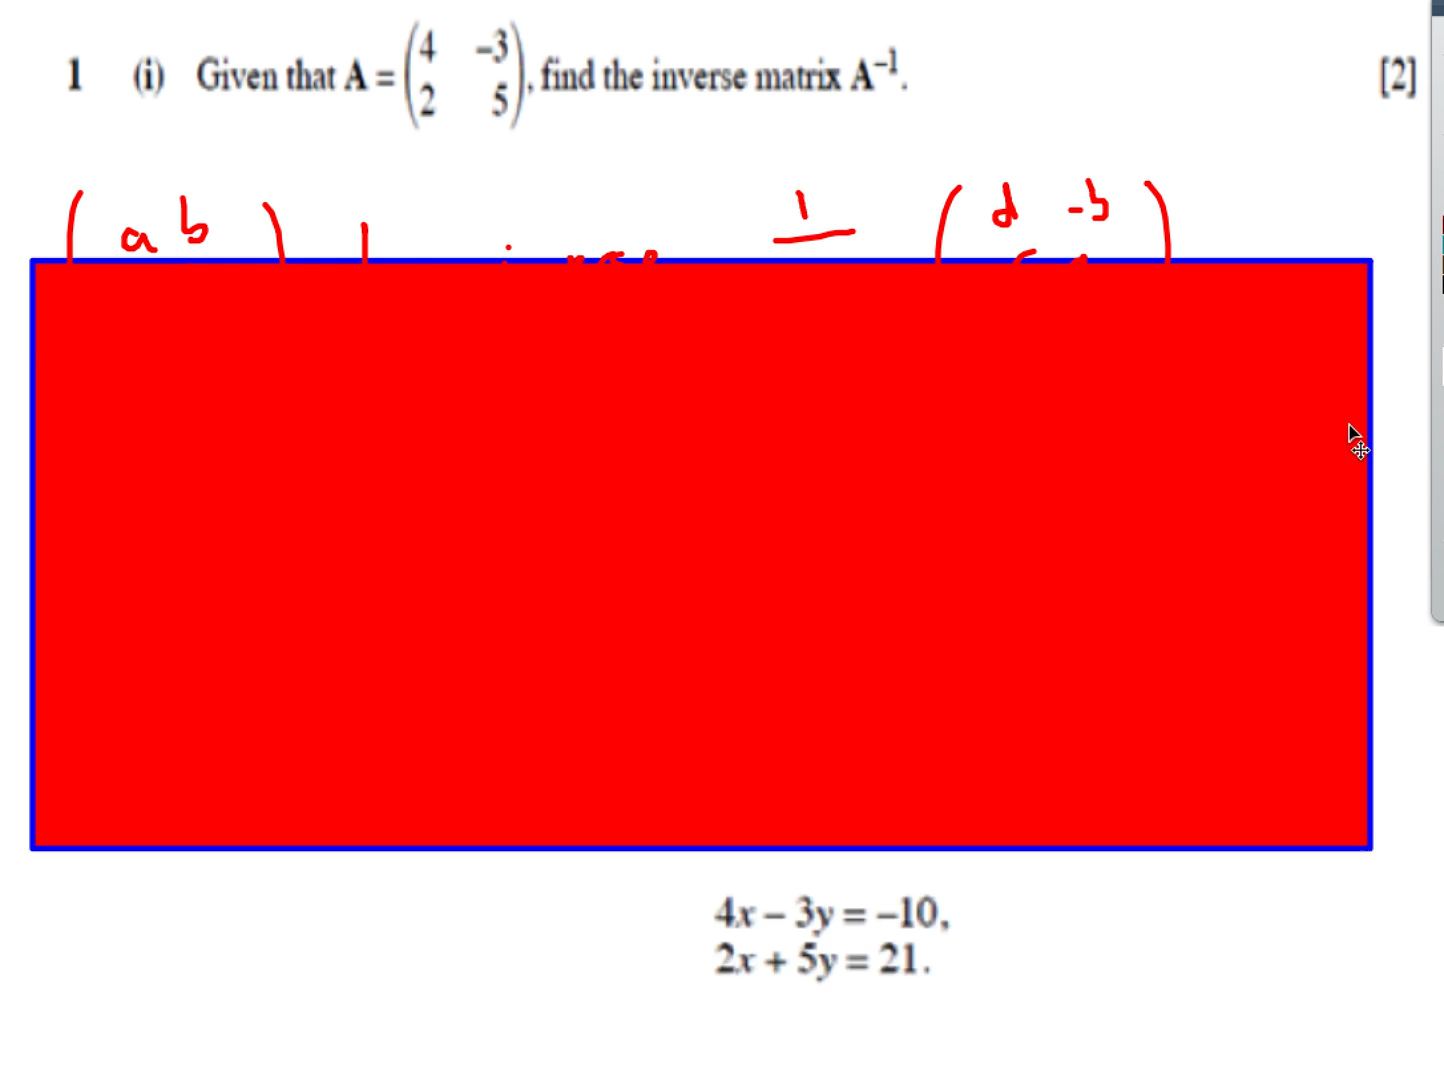 1 (i) Given that A = (4 −3
2 5), find the inverse matrix A⁻¹. [2]
( a b ) 1 ( d -b )
4x – 3y = –10,
2x + 5y = 21.